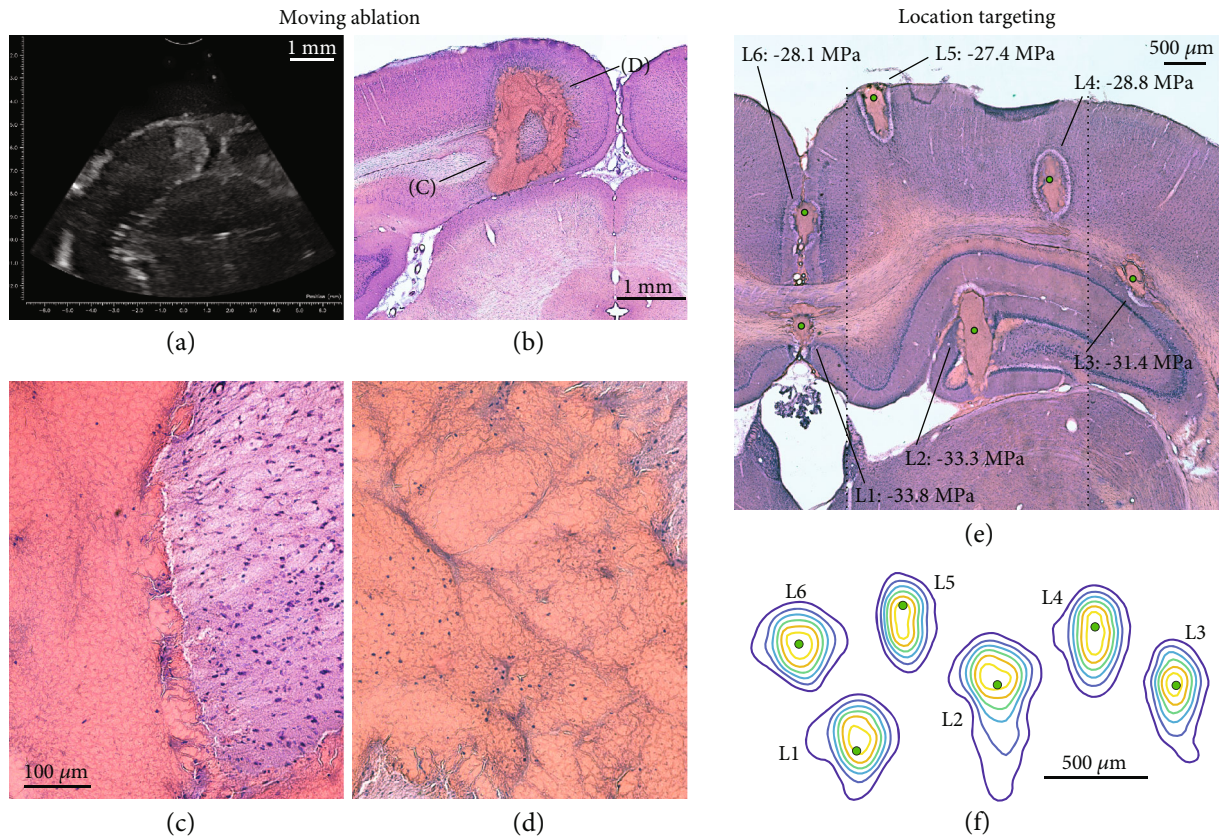 Moving ablation
Location targeting
1 mm
(D)
(C)
1 mm
(a)
(b)
L6: -28.1 MPa
L5: -27.4 MPa
500 μm
L4: -28.8 MPa
L3: -31.4 MPa
L2: -33.3 MPa
L1: -33.8 MPa
(e)
100 μm
(c)
(d)
L6
L5
L4
L3
L2
L1
500 μm
(f)